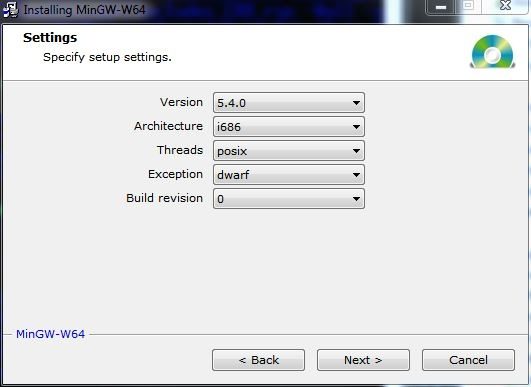 Installing MinGW-W64
Settings
Specify setup settings.
Version 5.4.0
Architecture i686
Threads posix
Exception dwarf
Build revision 0
MinGW-W64
< Back Next > Cancel